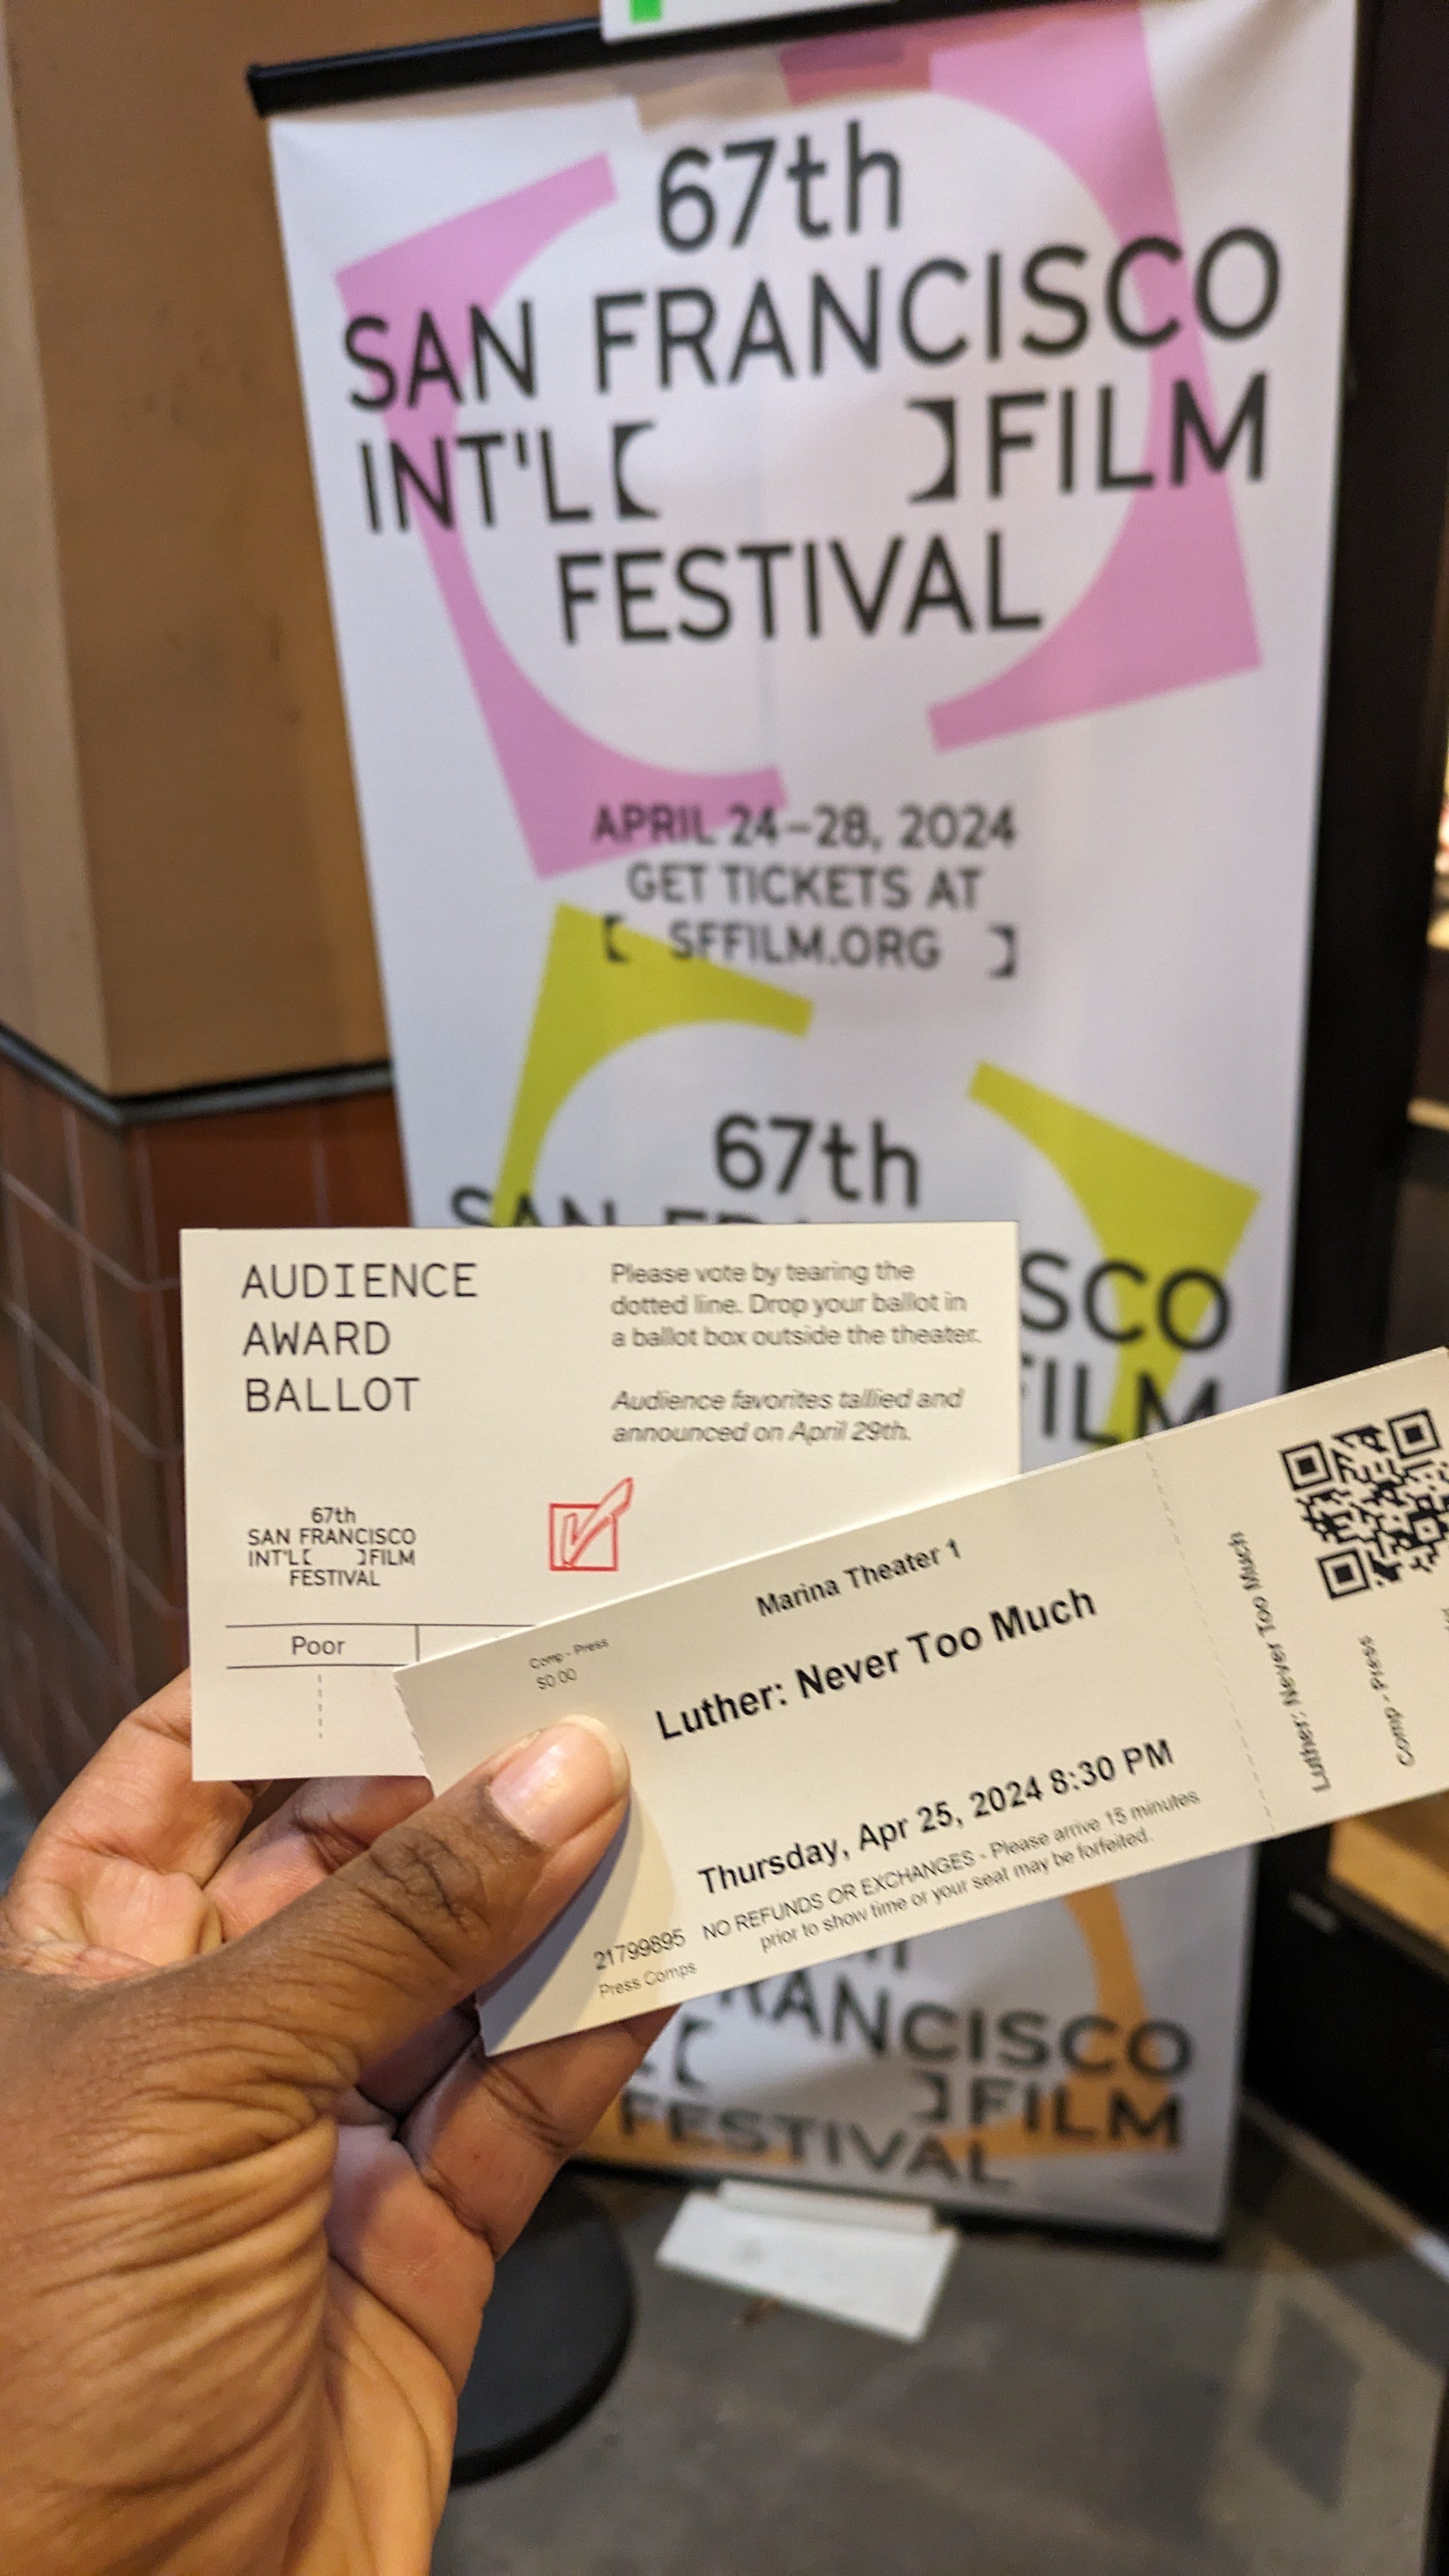 67th
SAN FRANCISCO
INT'L[ ]FILM
FESTIVAL
APRIL 24–28, 2024
GET TICKETS AT
[ SFFILM.ORG ]
67th
SAN FRAN
SCO
FILM
AUDIENCE
AWARD
BALLOT
Please vote by tearing the
dotted line. Drop your ballot in
a ballot box outside the theater.
Audience favorites tallied and
announced on April 29th.
67th
SAN FRANCISCO
INT'L[ ]FILM
FESTIVAL
Poor
Comp - Press
$0.00
Marina Theater 1
Luther: Never Too Much
Thursday, Apr 25, 2024 8:30 PM
21799895 NO REFUNDS OR EXCHANGES - Please arrive 15 minutes
prior to show time or your seat may be forfeited.
Press Comps
Luther: Never Too Much
Comp - Press
RANCISCO
[ ]FILM
FESTIVAL